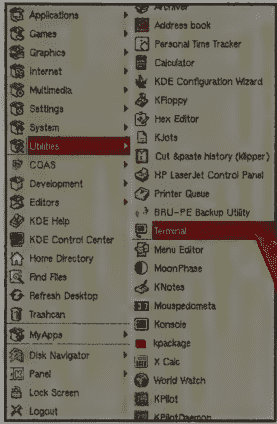 Applications
Games
Graphics
Internet
Multimedia
Settings
System
Utilities
COAS
Development
Editors
KDE Help
KDE Control Center
Home Directory
Find Files
Refresh Desktop
Trashcan
MyApps
Disk Navigator
Panel
Lock Screen
Logout
Archiver
Address book
Personal Time Tracker
Calculator
KDE Configuration Wizard
KFloppy
Hex Editor
KJots
Cut &paste history (klipper)
HP LaserJet Control Panel
Printer Queue
BRU-PE Backup Utility
Terminal
Menu Editor
MoonPhase
KNotes
Mouspedometa
Konsole
kpackage
X Calc
World Watch
KPilot
KPilotDaemon